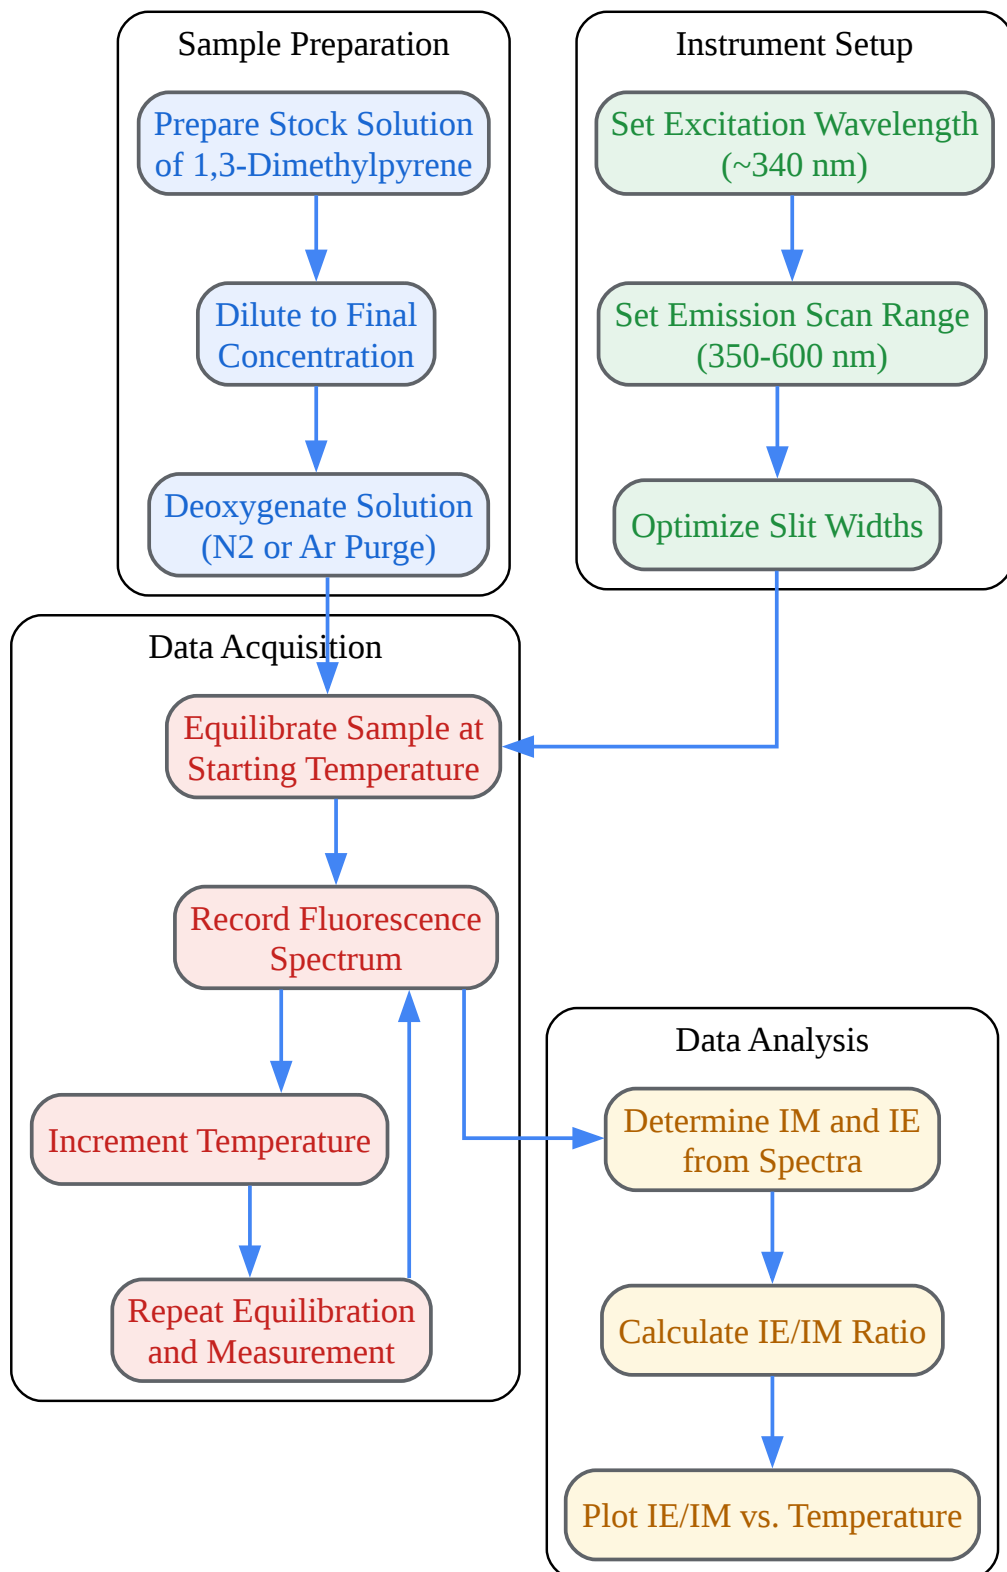 Sample Preparation
Prepare Stock Solution
of 1,3-Dimethylpyrene
Dilute to Final
Concentration
Deoxygenate Solution
(N2 or Ar Purge)
Instrument Setup
Set Excitation Wavelength
(~340 nm)
Set Emission Scan Range
(350-600 nm)
Optimize Slit Widths
Data Acquisition
Equilibrate Sample at
Starting Temperature
Record Fluorescence
Spectrum
Increment Temperature
Repeat Equilibration
and Measurement
Data Analysis
Determine IM and IE
from Spectra
Calculate IE/IM Ratio
Plot IE/IM vs. Temperature